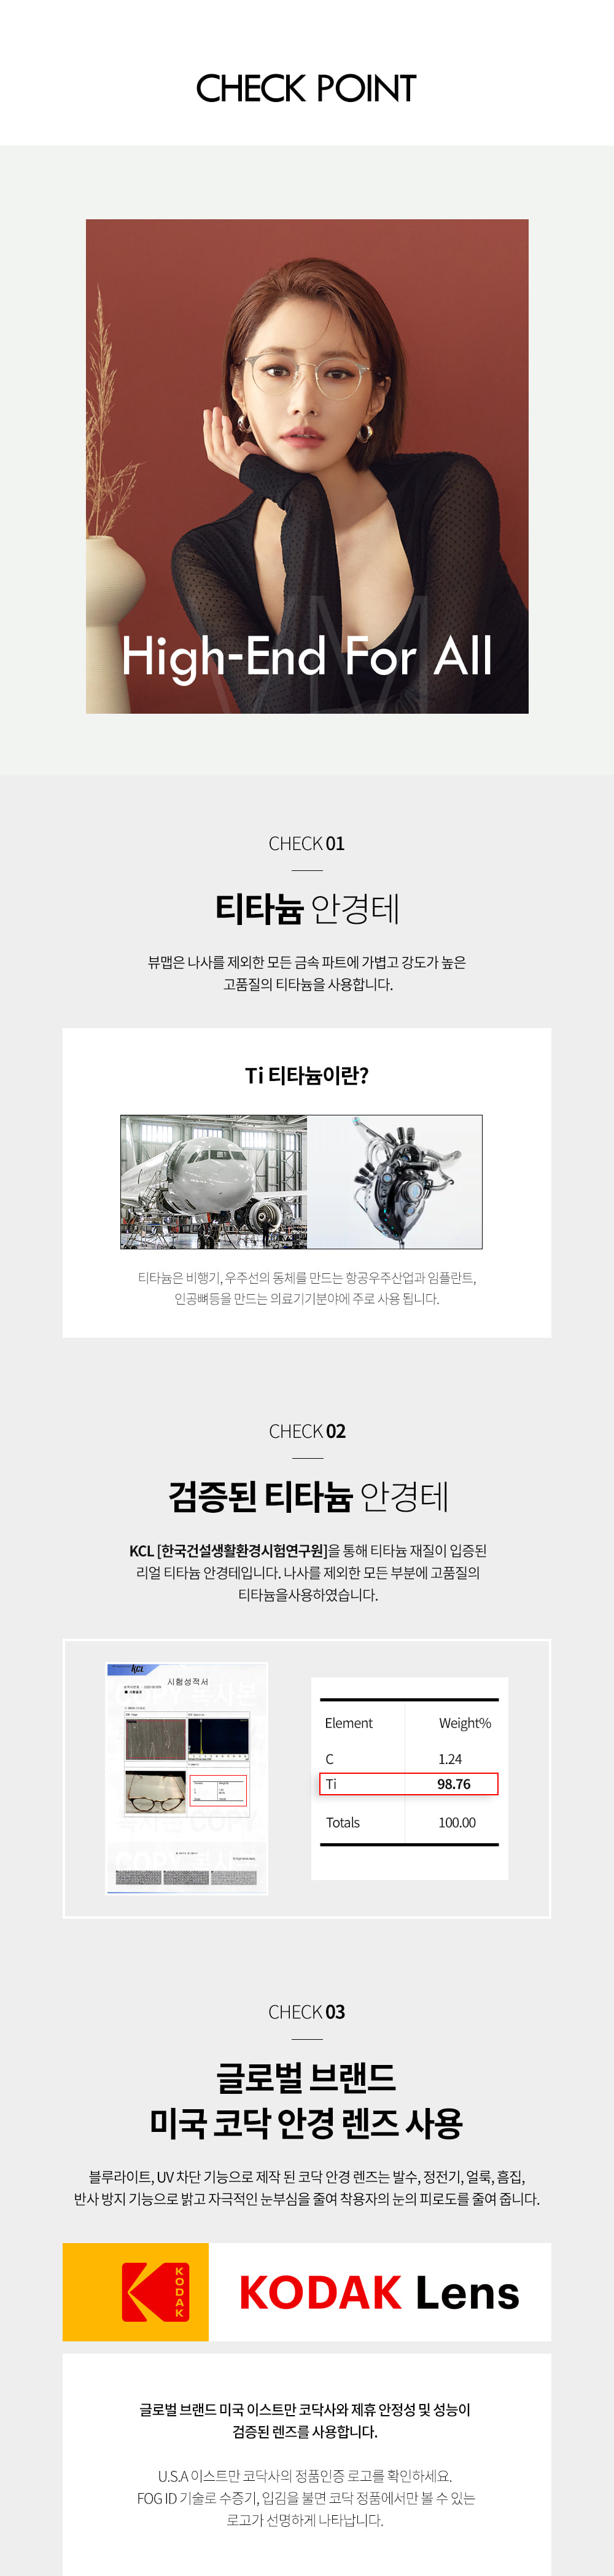 CHECK POINT
VM
High-End For All
CHECK 01
티타늄 안경테
뷰맵은 나사를 제외한 모든 금속 파트에 가볍고 강도가 높은
고품질의 티타늄을 사용합니다.
Ti 티타늄이란?
티타늄은 비행기, 우주선의 동체를 만드는 항공우주산업과 임플란트,
인공뼈등을 만드는 의료기기분야에 주로 사용 됩니다.
CHECK 02
검증된 티타늄 안경테
KCL [한국건설생활환경시험연구원]을 통해 티타늄 재질이 입증된
리얼 티타늄 안경테입니다. 나사를 제외한 모든 부분에 고품질의
티타늄을사용하였습니다.
KCL
시험성적서
COPY 복사본
Element Weight%
C 1.24
Ti 98.76
Totals 100.00
CHECK 03
글로벌 브랜드
미국 코닥 안경 렌즈 사용
블루라이트, UV 차단 기능으로 제작 된 코닥 안경 렌즈는 발수, 정전기, 얼룩, 흠집,
반사 방지 기능으로 밝고 자극적인 눈부심을 줄여 착용자의 눈의 피로도를 줄여 줍니다.
KODAK
KODAK Lens
글로벌 브랜드 미국 이스트만 코닥사와 제휴 안정성 및 성능이
검증된 렌즈를 사용합니다.
U.S.A 이스트만 코닥사의 정품인증 로고를 확인하세요.
FOG ID 기술로 수증기, 입김을 불면 코닥 정품에서만 볼 수 있는
로고가 선명하게 나타납니다.